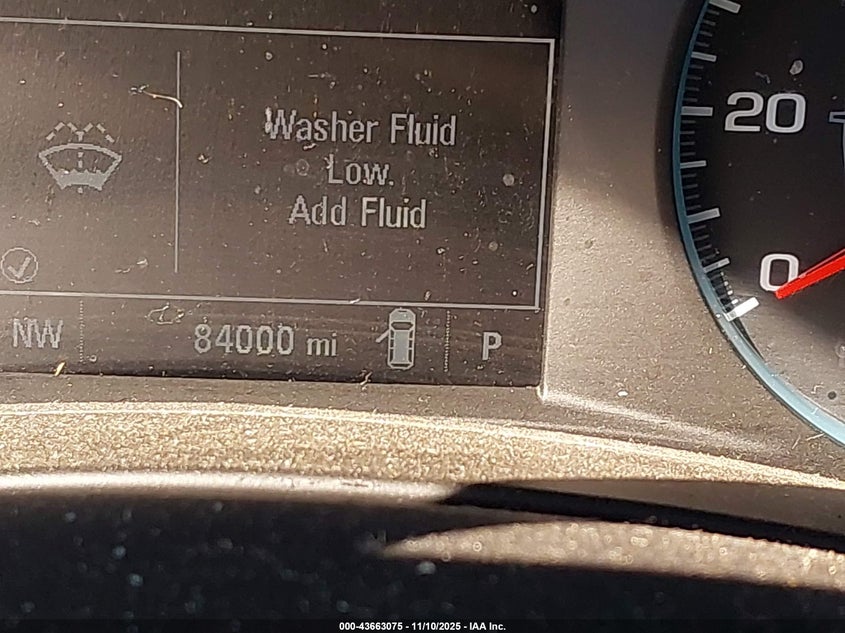 Washer Fluid
Low.
Add Fluid
NW 84000 mi P
20
0
000-43663075 - 11/10/2025 - IAA Inc.